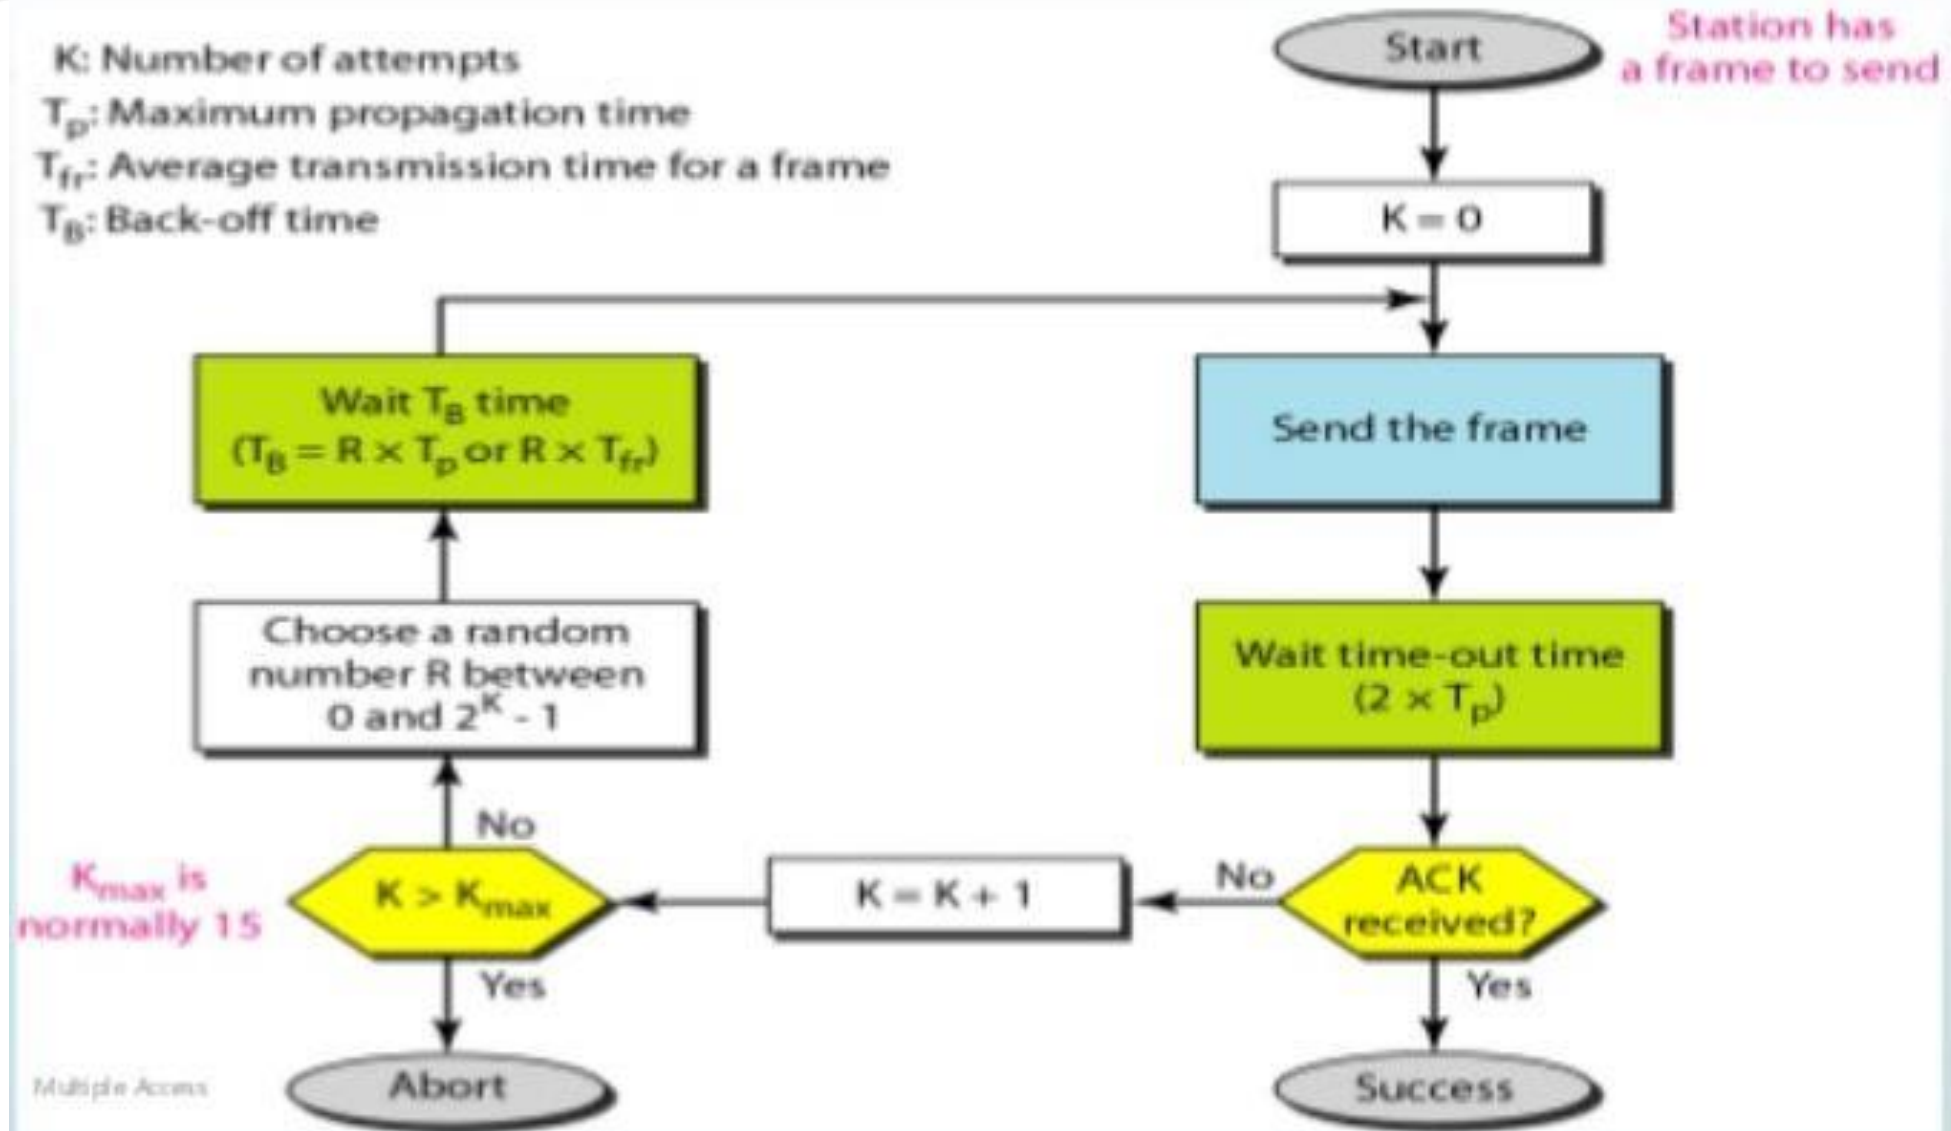 K: Number of attempts
Tp: Maximum propagation time
Tfr: Average transmission time for a frame
TB: Back-off time
Start
Station has
a frame to send
K = 0
Wait TB time
(TB = R × Tp or R × Tfr)
Send the frame
Choose a random
number R between
0 and 2^K - 1
Wait time-out time
(2 × Tp)
No
Kmax is
normally 15
K > Kmax
K = K + 1
No
ACK
received?
Yes
Yes
Abort
Success
Multiple Access